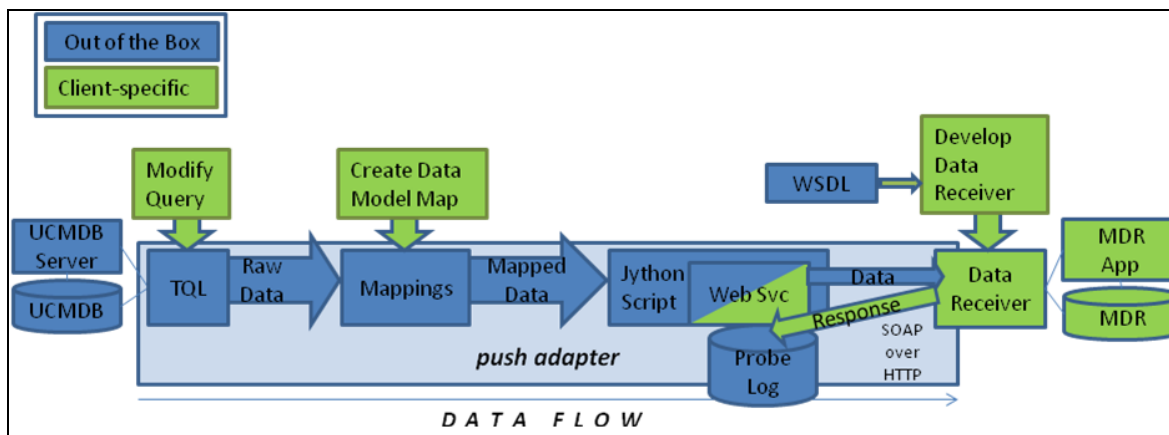 Out of the Box
Client-specific
Modify
Query
Create Data
Model Map
WSDL
Develop
Data
Receiver
UCMDB
Server
UCMDB
TQL
Raw
Data
Mappings
Mapped
Data
Jython
Script
Web Svc
Data
Response
Data
Receiver
MDR
App
MDR
SOAP
over
HTTP
push adapter
Probe
Log
DATA FLOW